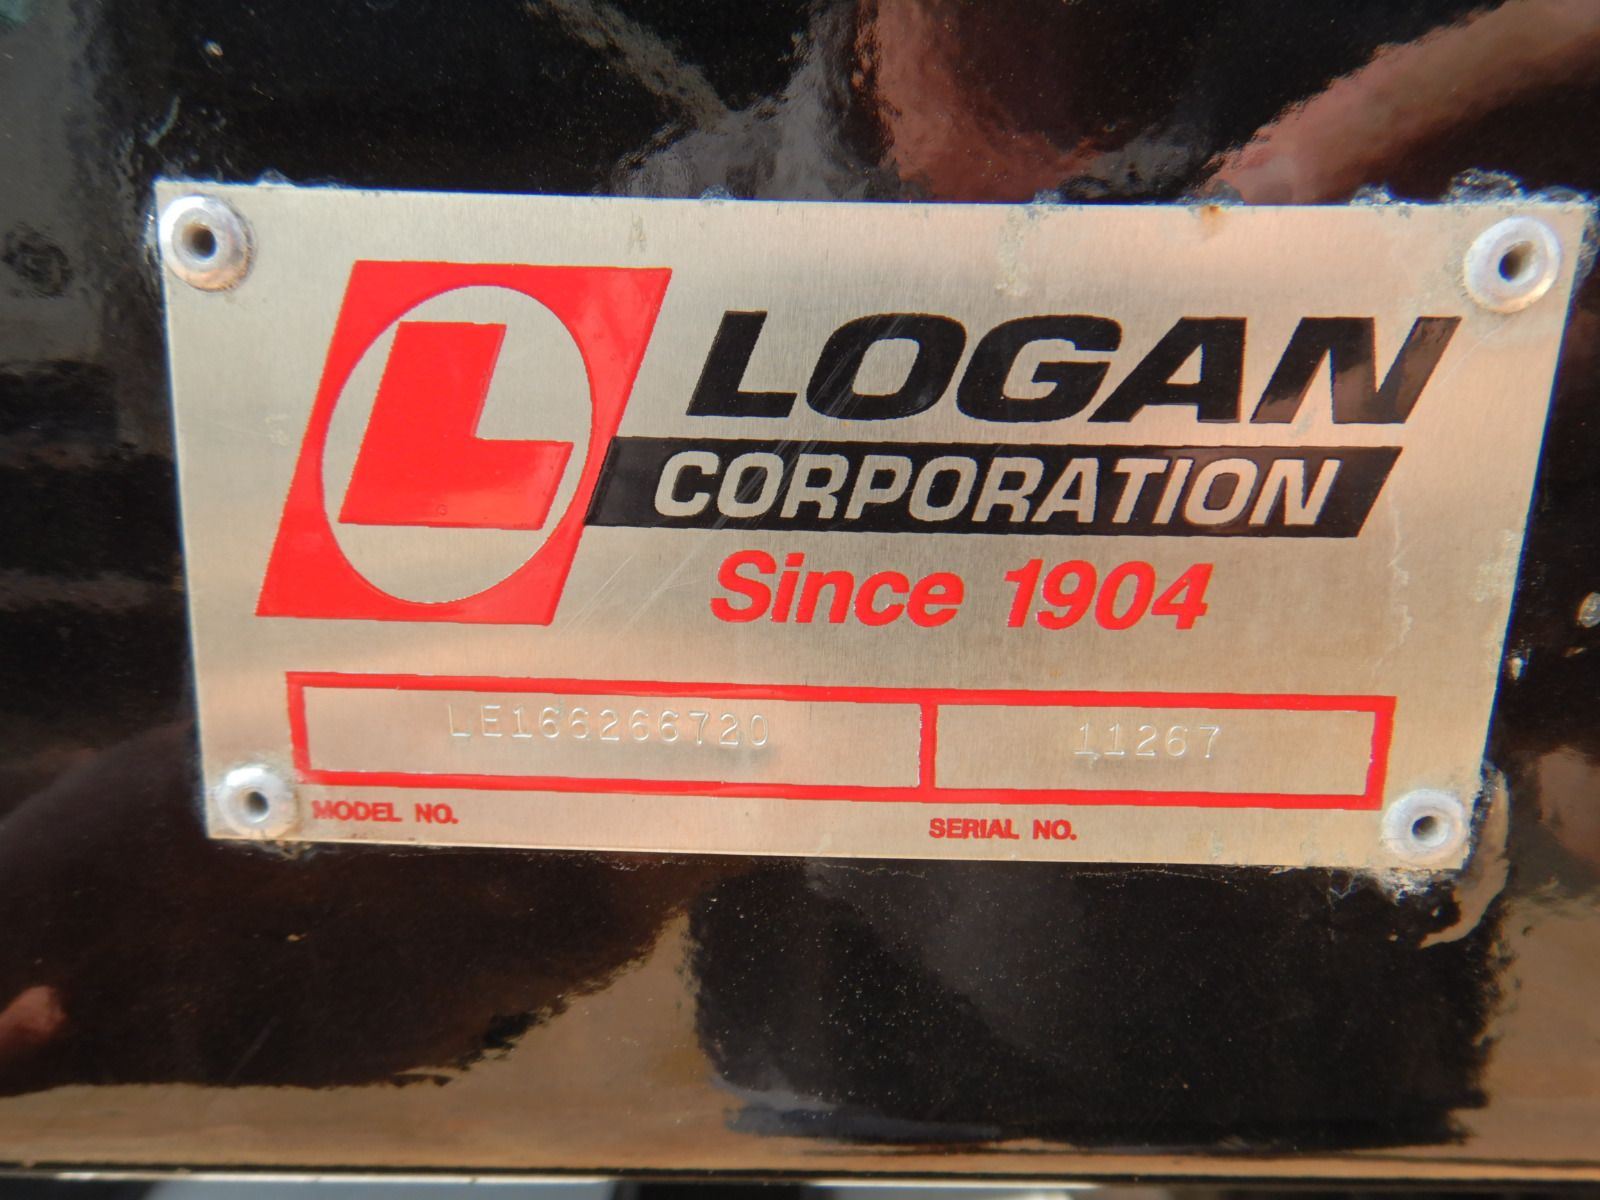 L
LOGAN
CORPORATION
Since 1904
LE166266720
11267
MODEL NO.
SERIAL NO.